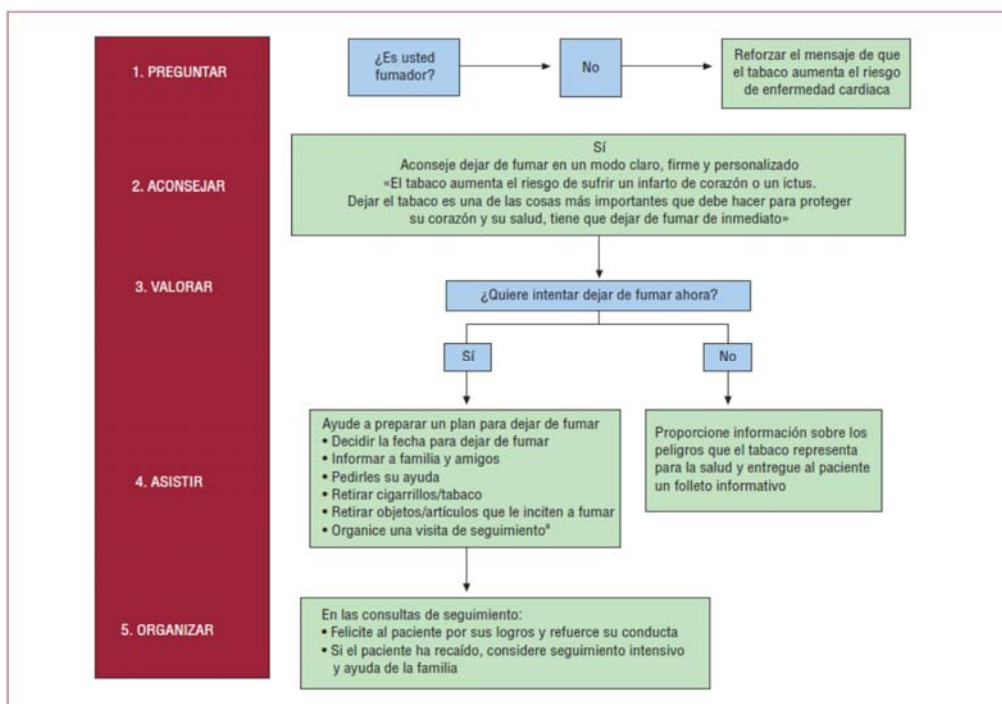 1. PREGUNTAR
¿Es usted
fumador?
No
Reforzar el mensaje de que
el tabaco aumenta el riesgo
de enfermedad cardíaca
2. ACONSEJAR
Sí
Aconseje dejar de fumar en un modo claro, firme y personalizado
«El tabaco aumenta el riesgo de sufrir un infarto de corazón o un ictus.
Dejar el tabaco es una de las cosas más importantes que debe hacer para proteger
su corazón y su salud, tiene que dejar de fumar de inmediato»
3. VALORAR
¿Quiere intentar dejar de fumar ahora?
Sí
No
4. ASISTIR
Ayude a preparar un plan para dejar de fumar
• Decidir la fecha para dejar de fumar
• Informar a familia y amigos
• Pedirles su ayuda
• Retirar cigarrillos/tabaco
• Retirar objetos/artículos que le inciten a fumar
• Organice una visita de seguimientoª
Proporcione información sobre los
peligros que el tabaco representa
para la salud y entregue al paciente
un folleto informativo
5. ORGANIZAR
En las consultas de seguimiento:
• Felicite al paciente por sus logros y refuerce su conducta
• Si el paciente ha recaído, considere seguimiento intensivo
y ayuda de la familia